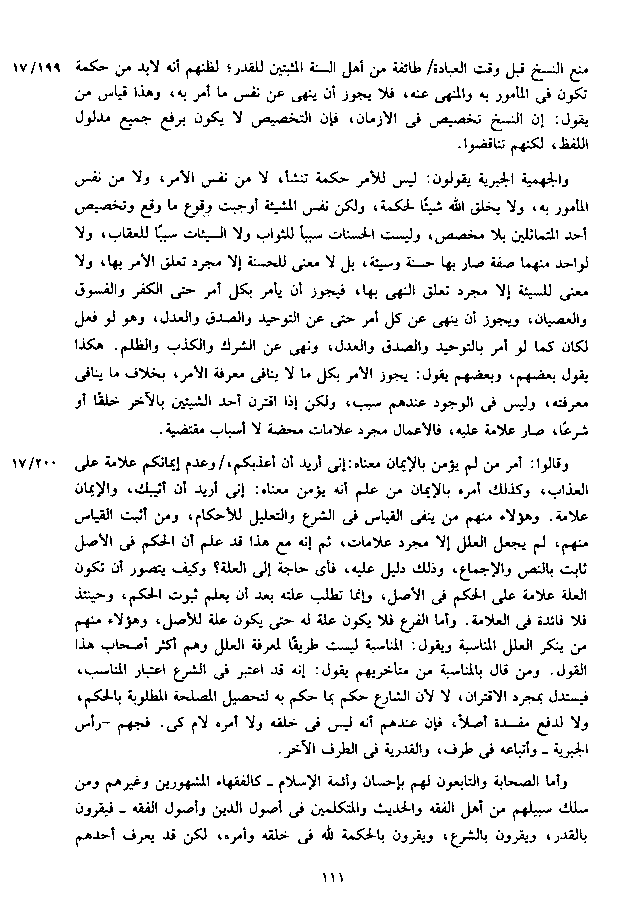 منع النسخ قبل وقت العبادة/ طائفة من أهل السنة المثبتين للقدر؛ لظنهم أنه لابد من حكمة ١٧/١٩٩
تكون فى المأمور به والمنهى عنه، فلا يجوز أن ينهى عن نفس ما أمر به، وهذا قياس من
يقول: إن النسخ تخصيص فى الأزمان، فإن التخصيص لا يكون برفع جميع مدلول
اللفظ، لكنهم تناقضوا.
والجهمية الجبرية يقولون: ليس للأمر حكمة تنشأ، لا من نفس الأمر، ولا من نفس
المأمور به، ولا يخلق الله شيئًا لحكمة، ولكن نفس المشيئة أوجبت وقوع ما وقع وتخصيص
أحد المتماثلين بلا مخصص، وليست الحسنات سببًا للثواب ولا السيئات سببًا للعقاب، ولا
لواحد منهما صفة صار بها حسنة وسيئة، بل لا معنى للحسنة إلا مجرد تعلق الأمر بها، ولا
معنى للسيئة إلا مجرد تعلق النهى بها، فيجوز أن يأمر بكل أمر حتى الكفر والفسوق
والعصيان، ويجوز أن ينهى عن كل أمر حتى عن التوحيد والصدق والعدل، وهو لو فعل
لكان كما لو أمر بالتوحيد والصدق والعدل، ونهى عن الشرك والكذب والظلم. هكذا
يقول بعضهم، وبعضهم يقول: يجوز الأمر بكل ما لا ينافى معرفة الأمر، بخلاف ما ينافى
معرفته، وليس فى الوجود عندهم سبب، ولكن إذا اقترن أحد الشيئين بالآخر خلقًا أو
شرعًا، صار علامة عليه، فالأعمال مجرد علامات محضة لا أسباب مقتضية.
وقالوا: أمر من لم يؤمن بالإيمان معناه: إنى أريد أن أعذبكم،/ وعدم إيمانكم علامة على ١٧/٢٠٠
العذاب، وكذلك أمره بالإيمان من علم أنه يؤمن معناه: إنى أريد أن أثيبك، والإيمان
علامة. وهؤلاء منهم من ينفى القياس فى الشرع والتعليل للأحكام، ومن أثبت القياس
منهم، لم يجعل العلل إلا مجرد علامات، ثم إنه مع هذا قد علم أن الحكم فى الأصل
ثابت بالنص والإجماع، وذلك دليل عليه، فأى حاجة إلى العلة؟ وكيف يتصور أن تكون
العلة علامة على الحكم فى الأصل، وإنما تطلب علته بعد أن يعلم ثبوت الحكم، وحينئذ
فلا فائدة فى العلامة. وأما الفرع فلا يكون علة له حتى يكون علة للأصل، وهؤلاء منهم
من ينكر العلل المناسبة ويقول: المناسبة ليست طريقًا لمعرفة العلل وهم أكثر أصحاب هذا
القول. ومن قال بالمناسبة من متأخريهم يقول: إنه قد اعتبر فى الشرع اعتبار المناسب،
فيستدل بمجرد الاقتران، لا لأن الشارع حكم بما حكم به لتحصيل المصلحة المطلوبة بالحكم،
ولا لدفع مفسدة أصلاً، فإن عندهم أنه ليس فى خلقه ولا أمره لام كى. فجهم -رأس
الجبرية ـ وأتباعه فى طرف، والقدرية فى الطرف الآخر.
وأما الصحابة والتابعون لهم بإحسان وأئمة الإسلام ـ كالفقهاء المشهورين وغيرهم ومن
سلك سبيلهم من أهل الفقه والحديث والمتكلمين فى أصول الدين وأصول الفقه ـ فيقرون
بالقدر، ويقرون بالشرع، ويقرون بالحكمة لله فى خلقه وأمره، لكن قد يعرف أحدهم
١١١